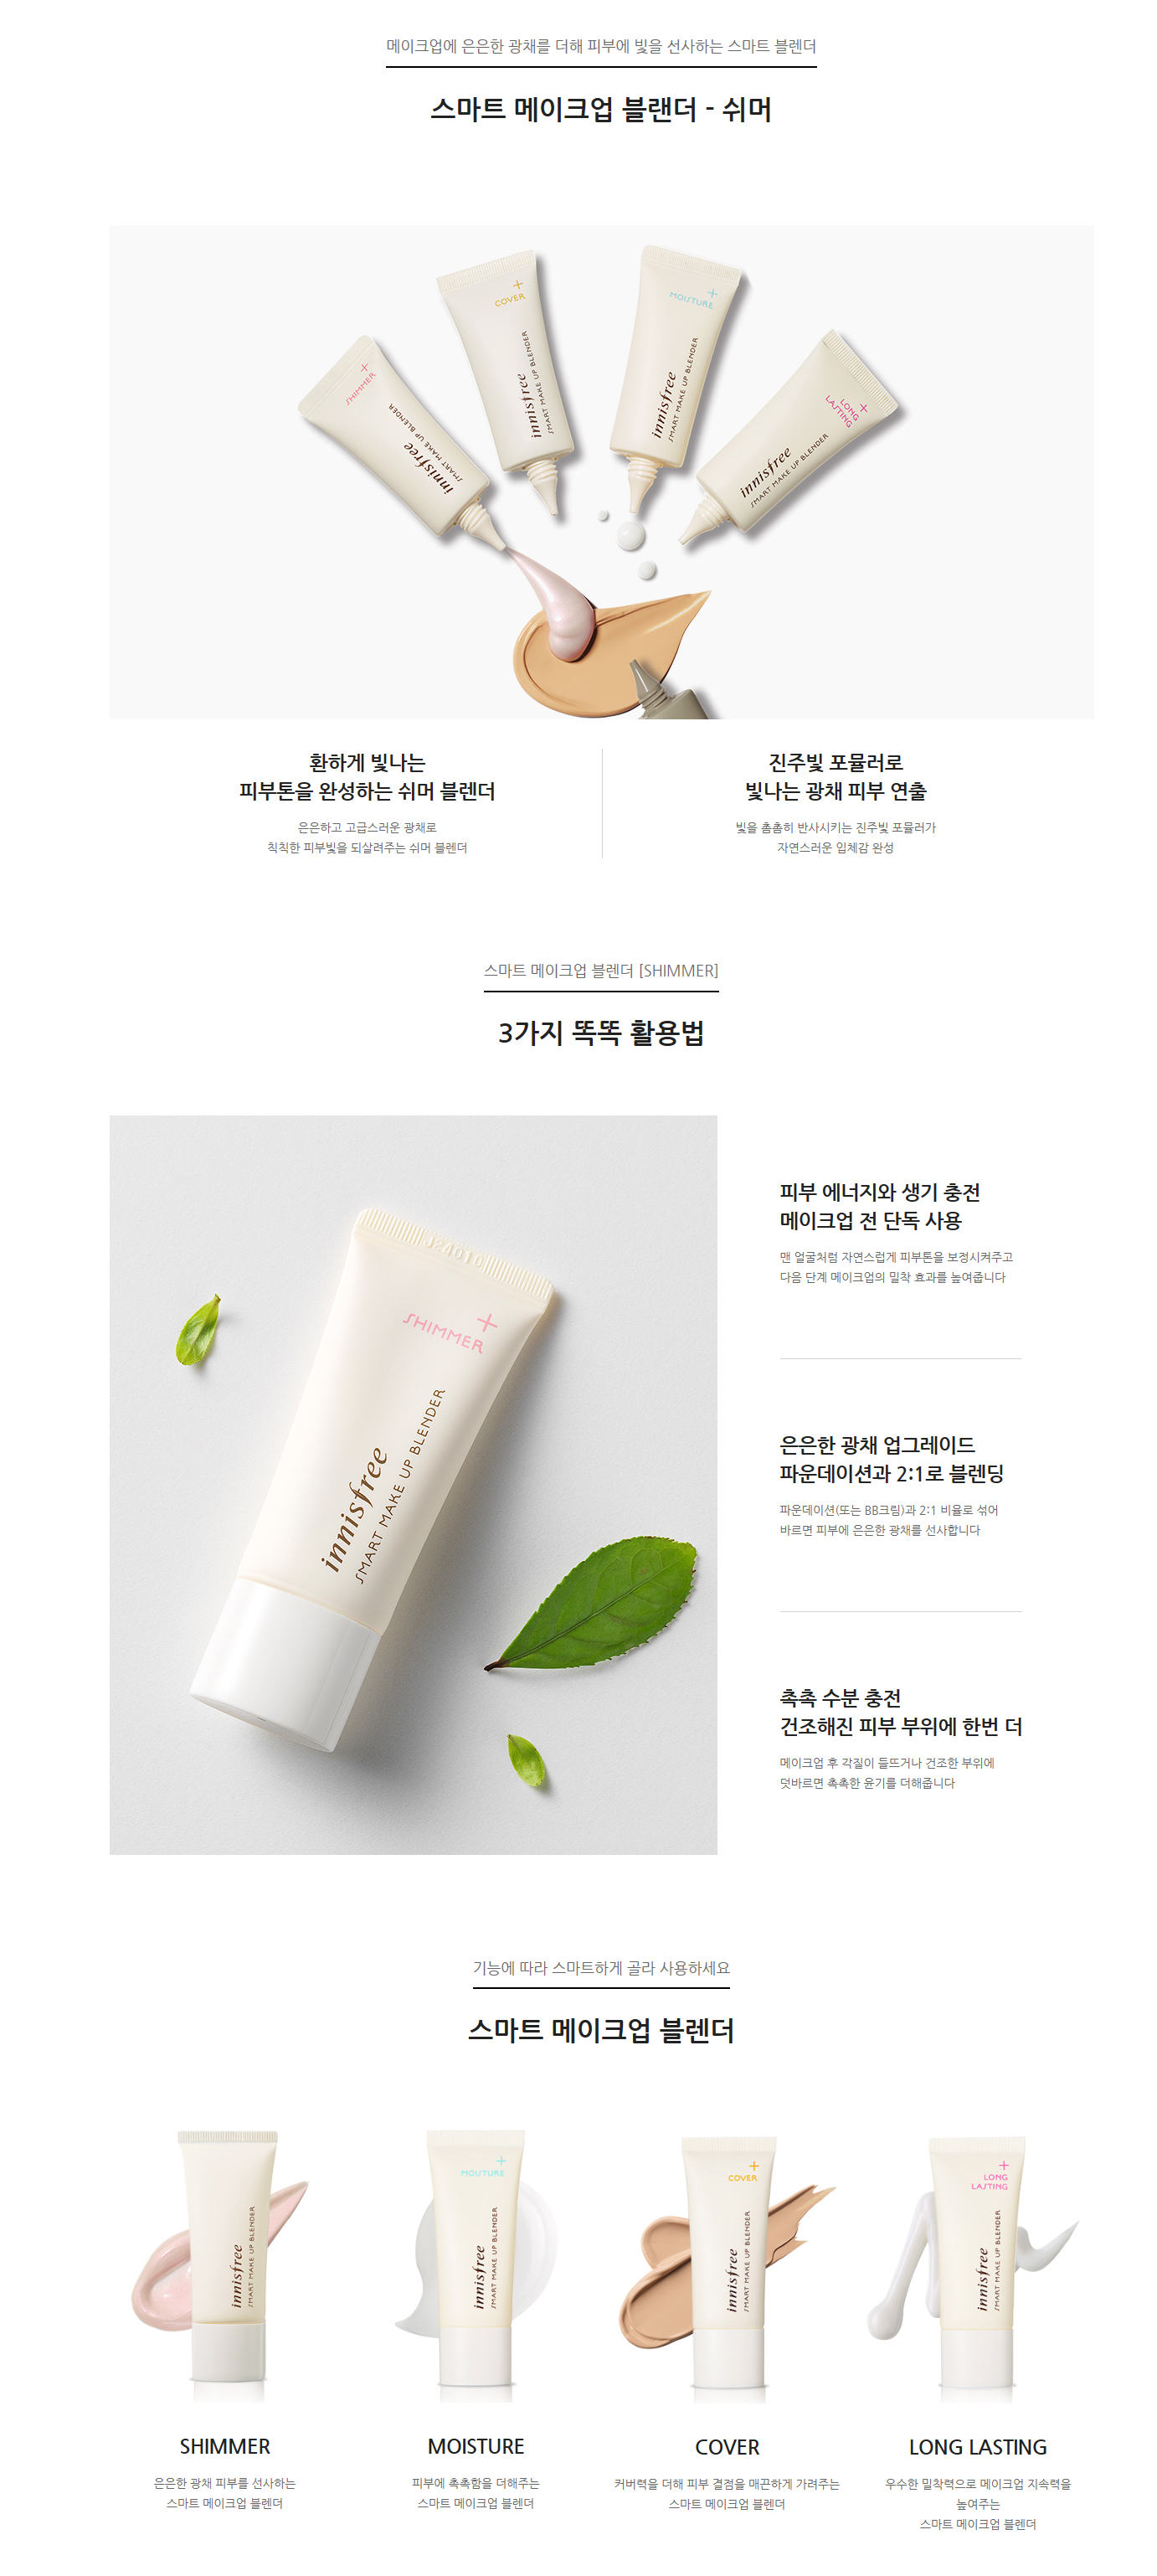 메이크업에 은은한 광채를 더해 피부에 빛을 선사하는 스마트 블렌더
스마트 메이크업 블랜더 - 쉬머
+
SHIMMER
innisfree
SMART MAKE UP BLENDER
+
COVER
innisfree
SMART MAKE UP BLENDER
+
MOISTURE
innisfree
SMART MAKE UP BLENDER
+
LONG
LASTING
innisfree
SMART MAKE UP BLENDER
환하게 빛나는
피부톤을 완성하는 쉬머 블렌더
은은하고 고급스러운 광채로
칙칙한 피부빛을 되살려주는 쉬머 블렌더
진주빛 포뮬러로
빛나는 광채 피부 연출
빛을 촘촘히 반사시키는 진주빛 포뮬러가
자연스러운 입체감 완성
스마트 메이크업 블렌더 [SHIMMER]
3가지 똑똑 활용법
+
SHIMMER
innisfree
SMART MAKE UP BLENDER
피부 에너지와 생기 충전
메이크업 전 단독 사용
맨 얼굴처럼 자연스럽게 피부톤을 보정시켜주고
다음 단계 메이크업의 밀착 효과를 높여줍니다
은은한 광채 업그레이드
파운데이션과 2:1로 블렌딩
파운데이션(또는 BB크림)과 2:1 비율로 섞어
바르면 피부에 은은한 광채를 선사합니다
촉촉 수분 충전
건조해진 피부 부위에 한번 더
메이크업 후 각질이 들뜨거나 건조한 부위에
덧바르면 촉촉한 윤기를 더해줍니다
기능에 따라 스마트하게 골라 사용하세요
스마트 메이크업 블렌더
innisfree
SMART MAKE UP BLENDER
+
MOISTURE
innisfree
SMART MAKE UP BLENDER
+
COVER
innisfree
SMART MAKE UP BLENDER
+
LONG
LASTING
innisfree
SMART MAKE UP BLENDER
SHIMMER
은은한 광채 피부를 선사하는
스마트 메이크업 블렌더
MOISTURE
피부에 촉촉함을 더해주는
스마트 메이크업 블렌더
COVER
커버력을 더해 피부 결점을 매끈하게 가려주는
스마트 메이크업 블렌더
LONG LASTING
우수한 밀착력으로 메이크업 지속력을
높여주는
스마트 메이크업 블렌더